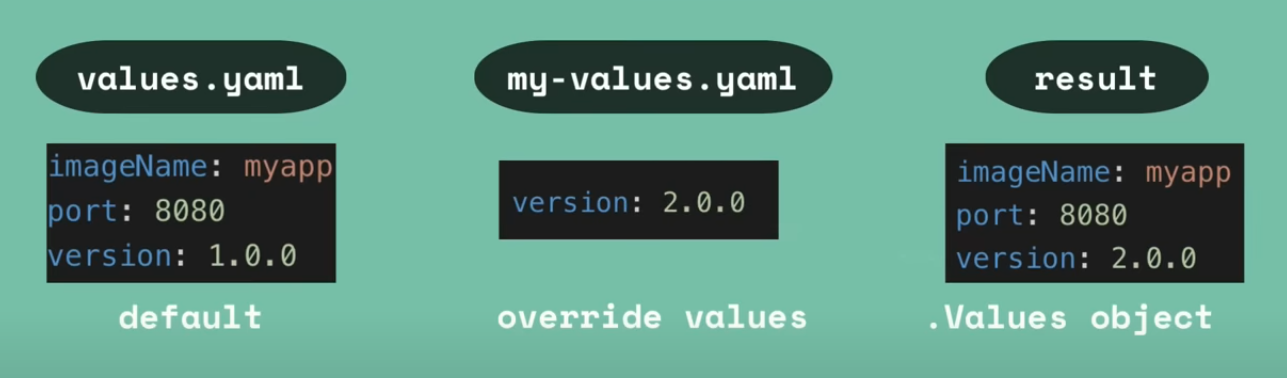 values.yaml
imageName: myapp
port: 8080
version: 1.0.0
default
my-values.yaml
version: 2.0.0
override values
result
imageName: myapp
port: 8080
version: 2.0.0
.Values object